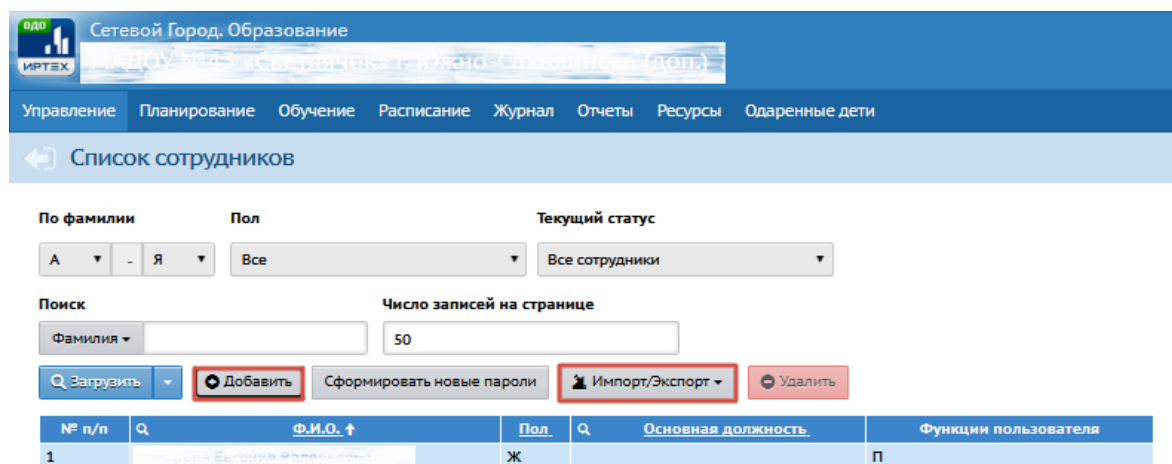 ОДО
ИРТЕХ
Сетевой Город. Образование
Управление Планирование Обучение Расписание Журнал Отчеты Ресурсы Одаренные дети
Список сотрудников
По фамилии Пол Текущий статус
А - Я Все Все сотрудники
Поиск Число записей на странице
Фамилия 50
Загрузить Добавить Сформировать новые пароли Импорт/Экспорт Удалить
№ п/п Ф.И.О. Пол Основная должность Функции пользователя
1 Ж П